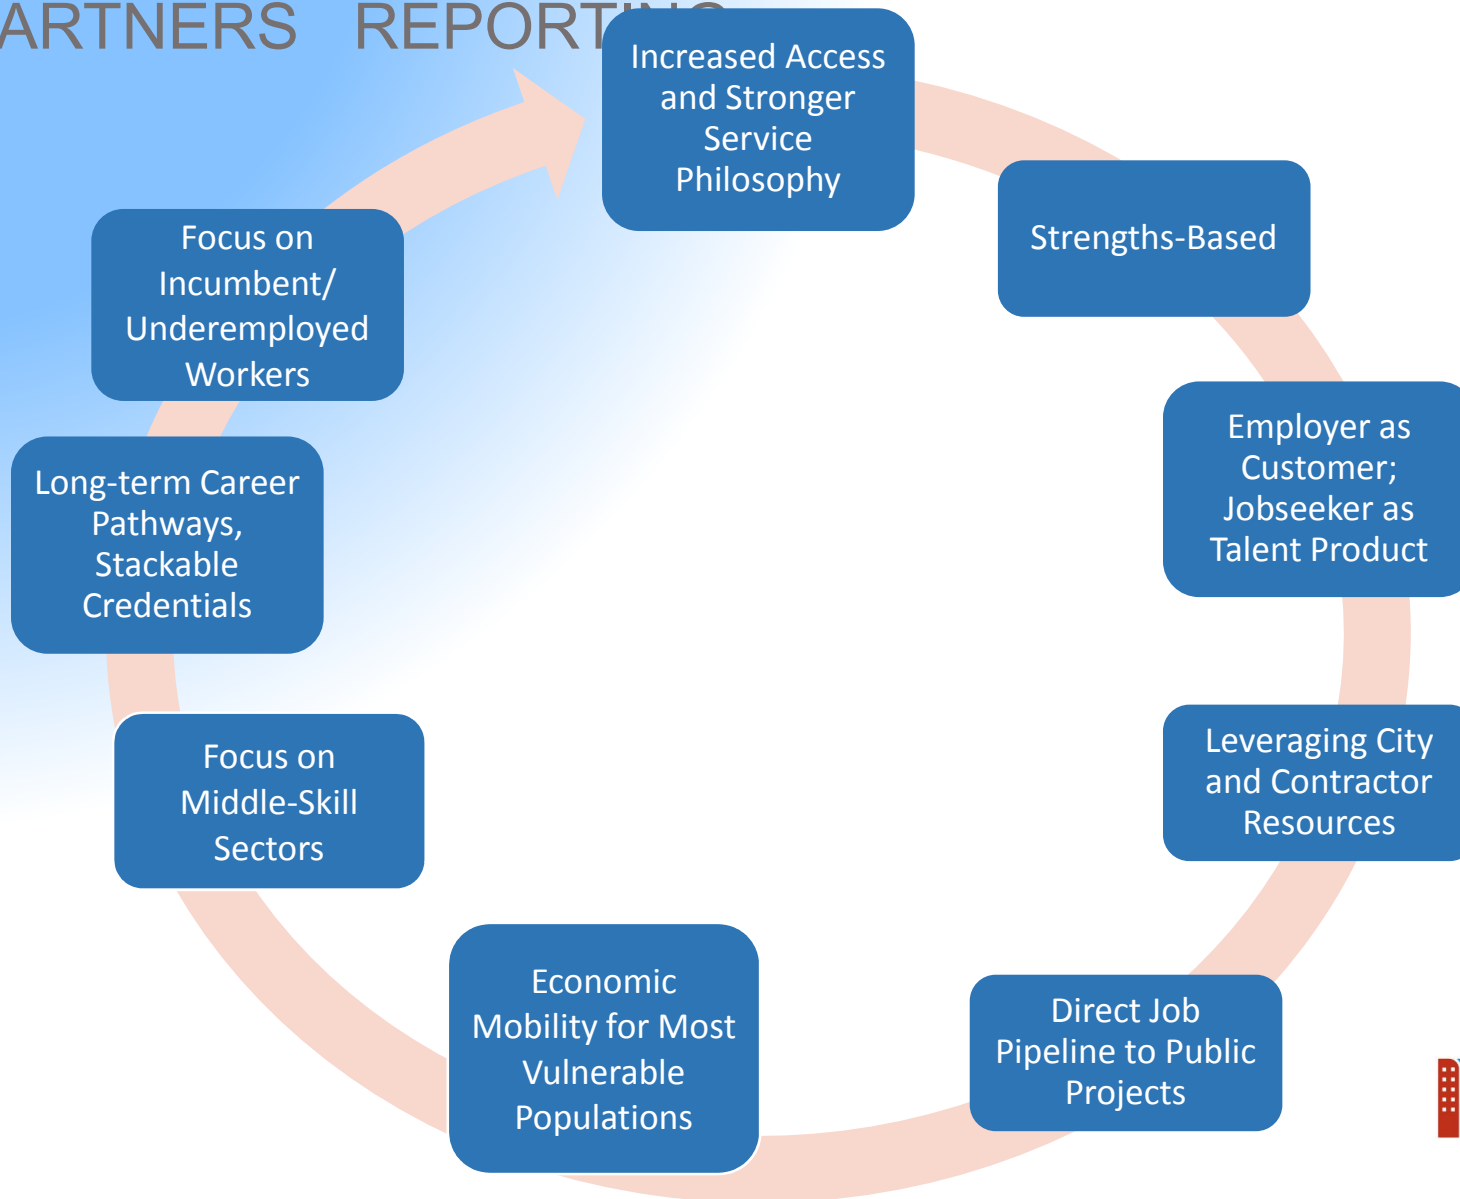 ARTNERS REPORTING
Increased Access
and Stronger
Service
Philosophy
Strengths-Based
Employer as
Customer;
Jobseeker as
Talent Product
Leveraging City
and Contractor
Resources
Direct Job
Pipeline to Public
Projects
Economic
Mobility for Most
Vulnerable
Populations
Focus on
Middle-Skill
Sectors
Long-term Career
Pathways,
Stackable
Credentials
Focus on
Incumbent/
Underemployed
Workers